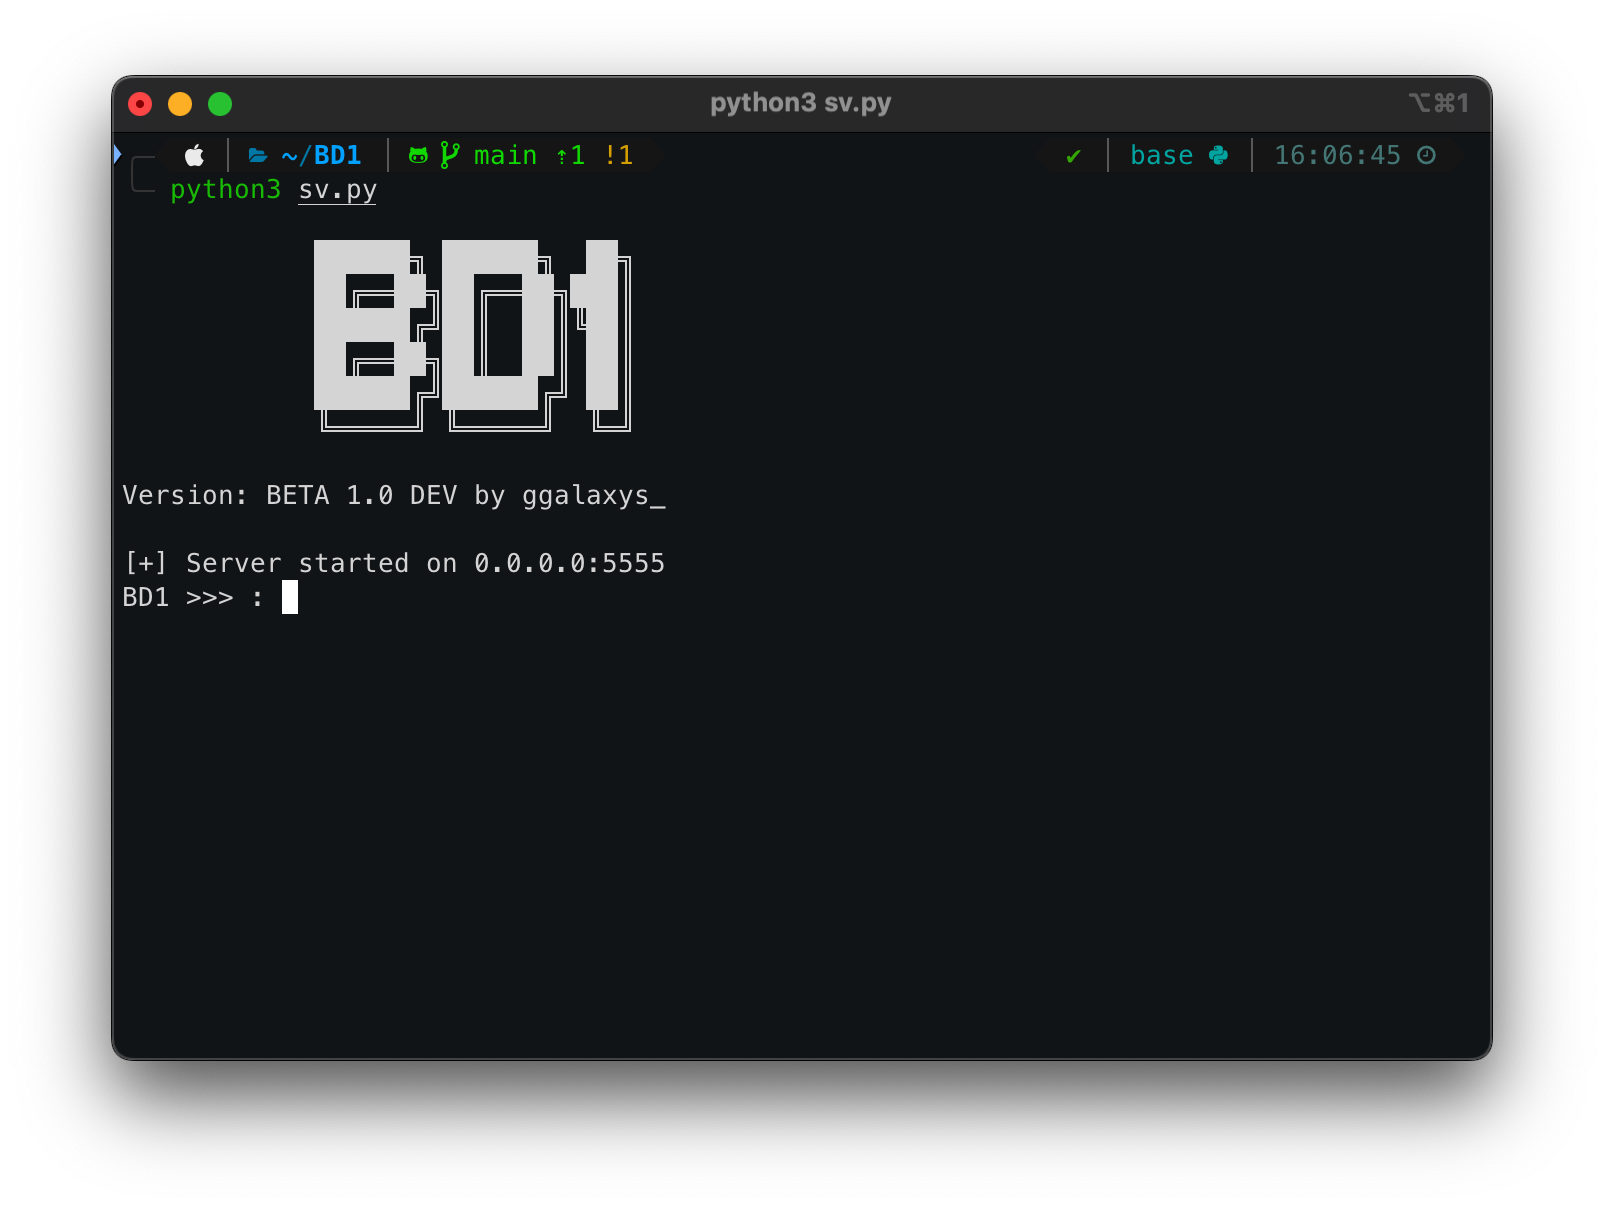 python3 sv.py
⌥⌘1
~/BD1 main ⇡1 !1 ✔ base 16:06:45
python3 sv.py
BD1
Version: BETA 1.0 DEV by ggalaxys_
[+] Server started on 0.0.0.0:5555
BD1 >>> :